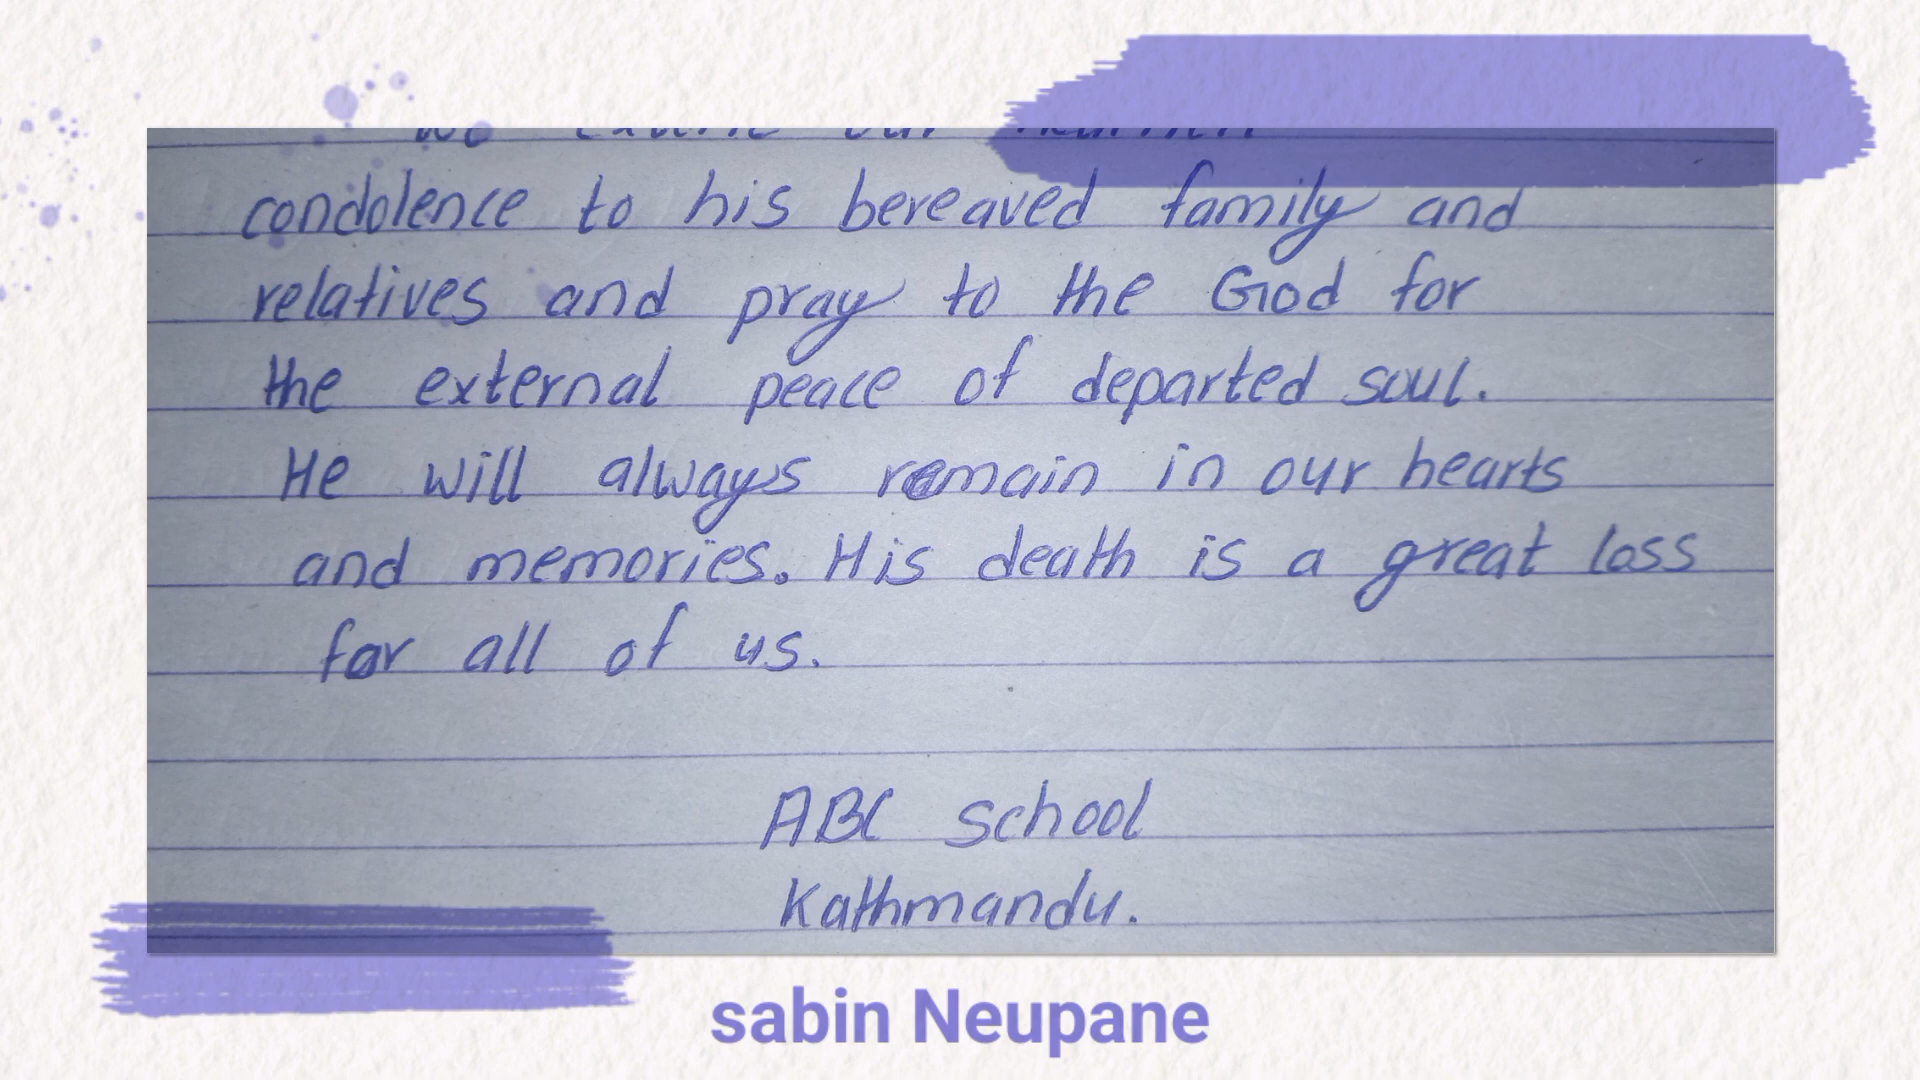 condolence to his bereaved family and
relatives and pray to the God for
the external peace of departed soul.
He will always remain in our hearts
and memories. His death is a great loss
for all of us.
ABC school
Kathmandu.
sabin Neupane